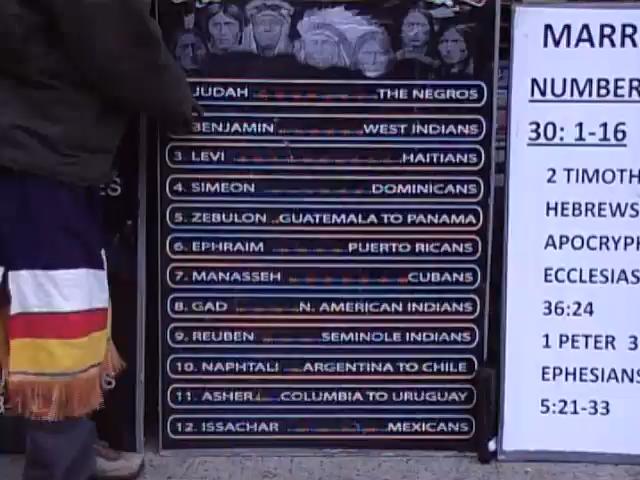 JUDAH THE NEGROS
BENJAMIN WEST INDIANS
3. LEVI HAITIANS
4. SIMEON DOMINICANS
5. ZEBULON GUATEMALA TO PANAMA
6. EPHRAIM PUERTO RICANS
7. MANASSEH CUBANS
8. GAD N. AMERICAN INDIANS
9. REUBEN SEMINOLE INDIANS
10. NAPHTALI ARGENTINA TO CHILE
11. ASHER COLUMBIA TO URUGUAY
12. ISSACHAR MEXICANS
MARR
NUMBER
30: 1-16
2 TIMOTH
HEBREWS
APOCRYPH
ECCLESIAS
36:24
1 PETER 3
EPHESIANS
5:21-33